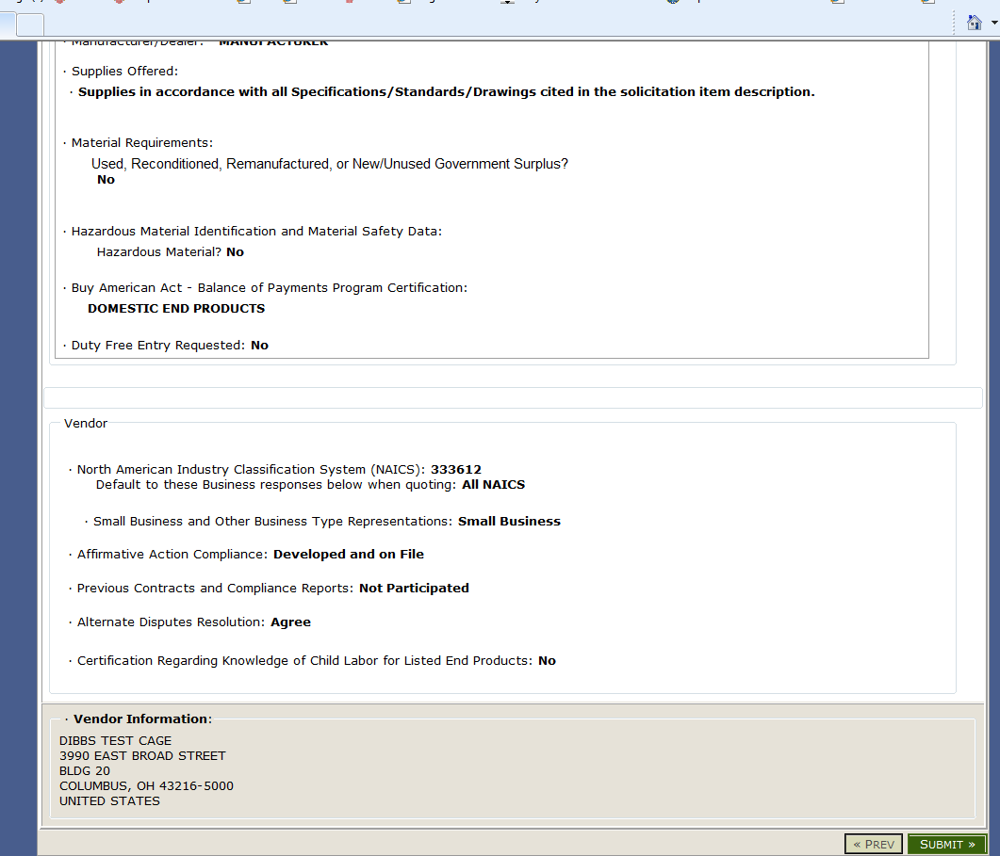 · Manufacturer/Dealer: MANUFACTURER
· Supplies Offered:
· Supplies in accordance with all Specifications/Standards/Drawings cited in the solicitation item description.
· Material Requirements:
Used, Reconditioned, Remanufactured, or New/Unused Government Surplus?
No
· Hazardous Material Identification and Material Safety Data:
Hazardous Material? No
· Buy American Act - Balance of Payments Program Certification:
DOMESTIC END PRODUCTS
· Duty Free Entry Requested: No
Vendor
· North American Industry Classification System (NAICS): 333612
Default to these Business responses below when quoting: All NAICS
· Small Business and Other Business Type Representations: Small Business
· Affirmative Action Compliance: Developed and on File
· Previous Contracts and Compliance Reports: Not Participated
· Alternate Disputes Resolution: Agree
· Certification Regarding Knowledge of Child Labor for Listed End Products: No
· Vendor Information:
DIBBS TEST CAGE
3990 EAST BROAD STREET
BLDG 20
COLUMBUS, OH 43216-5000
UNITED STATES
« PREV SUBMIT »